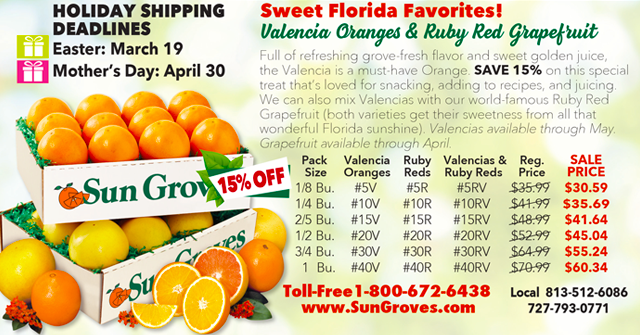 HOLIDAY SHIPPING
DEADLINES
Easter: March 19
Mother's Day: April 30
Sun Groves
15% OFF
Sun Groves
Sweet Florida Favorites!
Valencia Oranges & Ruby Red Grapefruit
Full of refreshing grove-fresh flavor and sweet golden juice,
the Valencia is a must-have Orange. SAVE 15% on this special
treat that's loved for snacking, adding to recipes, and juicing.
We can also mix Valencias with our world-famous Ruby Red
Grapefruit (both varieties get their sweetness from all that
wonderful Florida sunshine). Valencias available through May.
Grapefruit available through April.
Pack Valencia Ruby Valencias & Reg. SALE
Size Oranges Reds Ruby Reds Price PRICE
1/8 Bu. #5V #5R #5RV $35.99 $30.59
1/4 Bu. #10V #10R #10RV $41.99 $35.69
2/5 Bu. #15V #15R #15RV $48.99 $41.64
1/2 Bu. #20V #20R #20RV $52.99 $45.04
3/4 Bu. #30V #30R #30RV $64.99 $55.24
1 Bu. #40V #40R #40RV $70.99 $60.34
Toll-Free 1-800-672-6438 Local 813-512-6086
www.SunGroves.com 727-793-0771